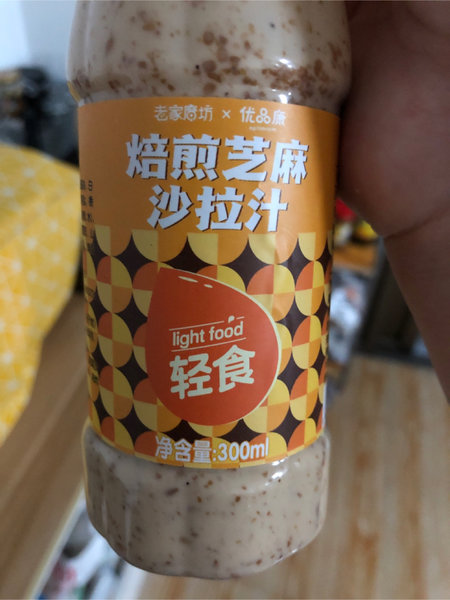 老家磨坊 × 优品康
焙煎芝麻
沙拉汁
light food
轻食
净含量:300ml